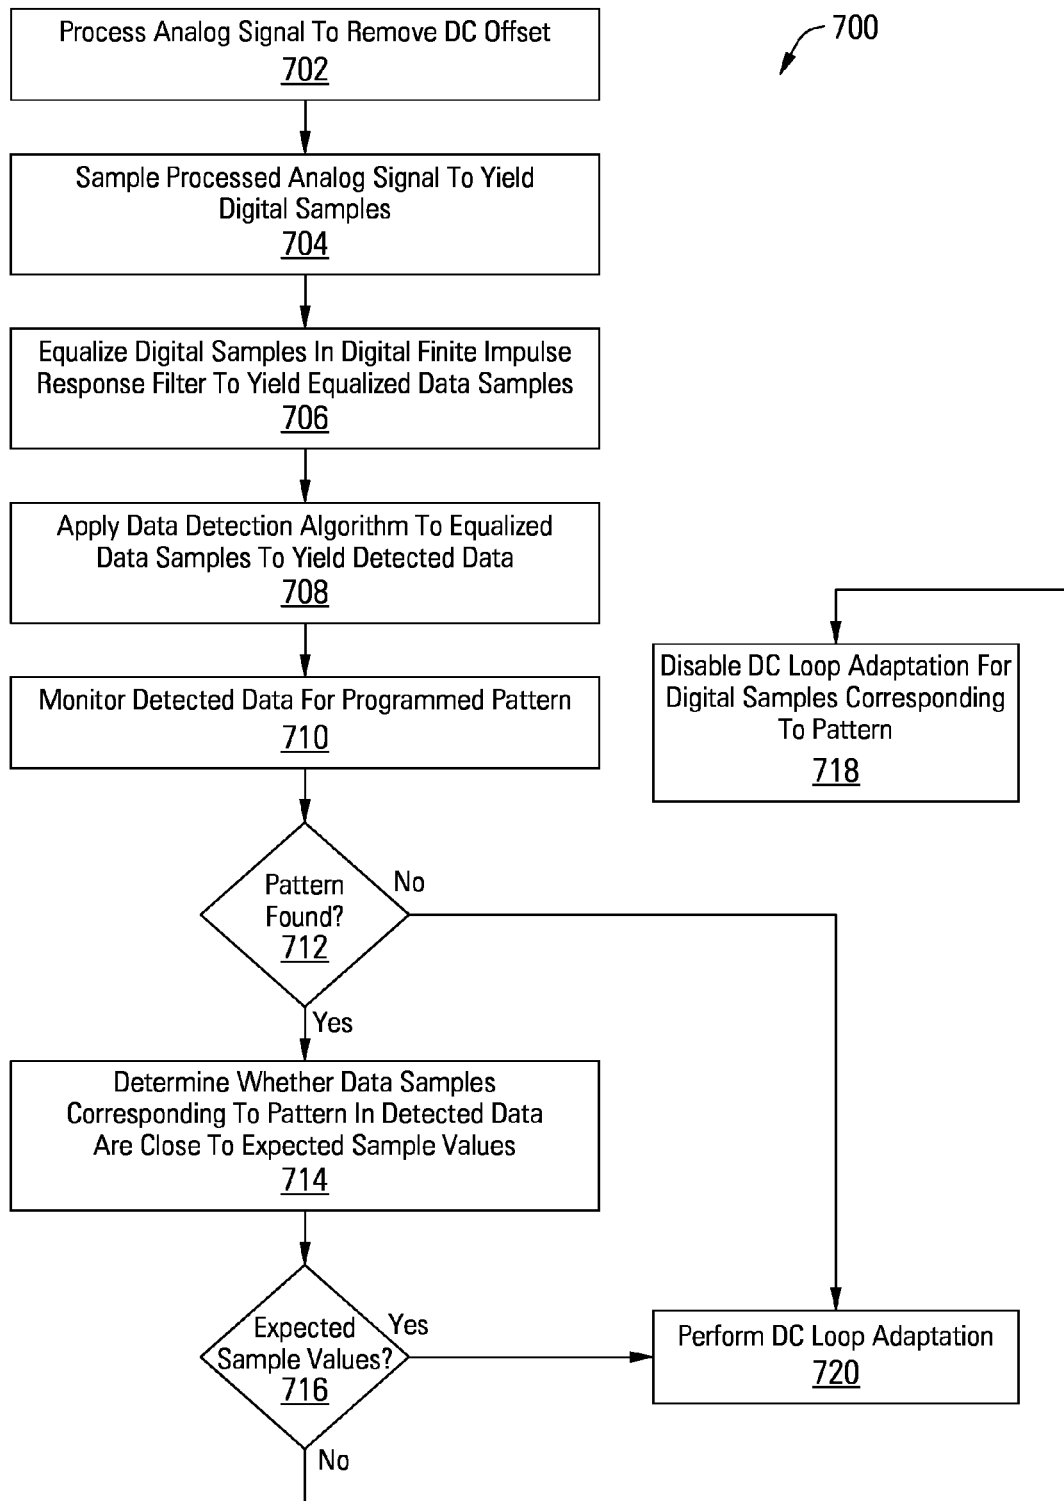 700
Process Analog Signal To Remove DC Offset
702
Sample Processed Analog Signal To Yield
Digital Samples
704
Equalize Digital Samples In Digital Finite Impulse
Response Filter To Yield Equalized Data Samples
706
Apply Data Detection Algorithm To Equalized
Data Samples To Yield Detected Data
708
Monitor Detected Data For Programmed Pattern
710
Disable DC Loop Adaptation For
Digital Samples Corresponding
To Pattern
718
Pattern
Found?
712
No
Yes
Determine Whether Data Samples
Corresponding To Pattern In Detected Data
Are Close To Expected Sample Values
714
Expected
Sample Values?
716
Yes
No
Perform DC Loop Adaptation
720